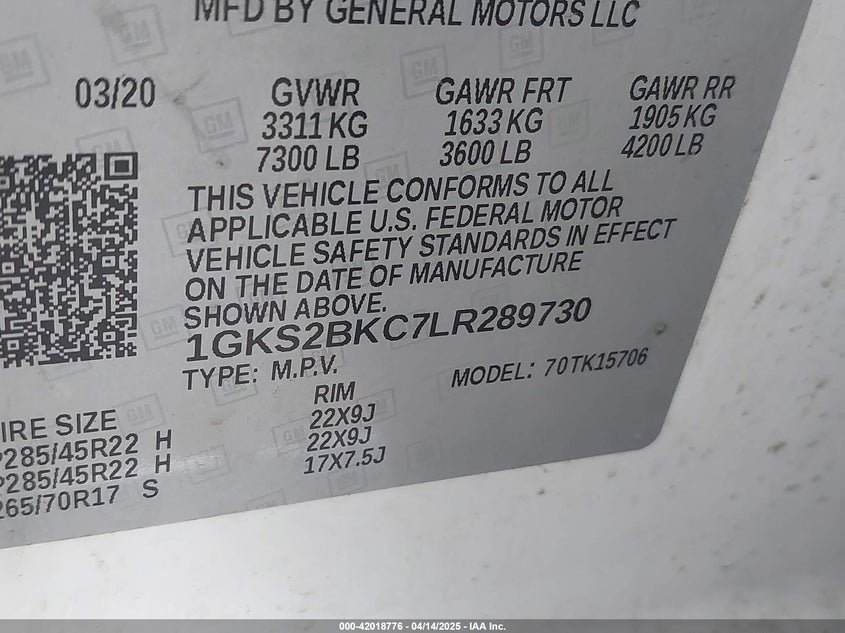 MFD BY GENERAL MOTORS LLC
03/20 GVWR GAWR FRT GAWR RR
3311 KG 1633 KG 1905 KG
7300 LB 3600 LB 4200 LB
THIS VEHICLE CONFORMS TO ALL
APPLICABLE U.S. FEDERAL MOTOR
VEHICLE SAFETY STANDARDS IN EFFECT
ON THE DATE OF MANUFACTURE
SHOWN ABOVE.
1GKS2BKC7LR289730
TYPE: M.P.V. MODEL: 70TK15706
IRE SIZE RIM
P285/45R22 H 22X9J
P285/45R22 H 22X9J
265/70R17 S 17X7.5J
000-42018776 - 04/14/2025 - IAA Inc.